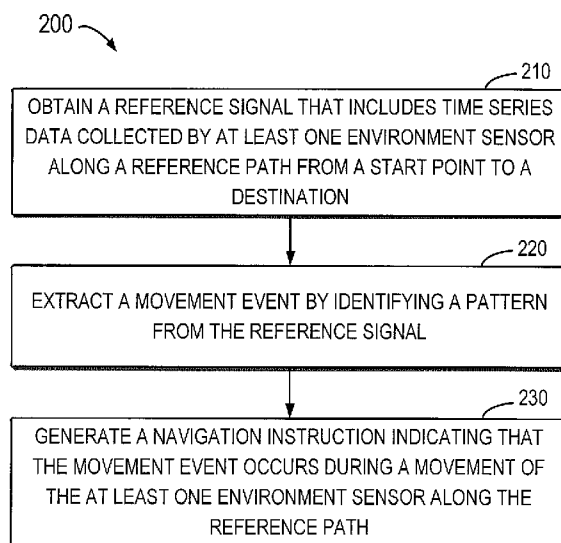 200
210
OBTAIN A REFERENCE SIGNAL THAT INCLUDES TIME SERIES
DATA COLLECTED BY AT LEAST ONE ENVIRONMENT SENSOR
ALONG A REFERENCE PATH FROM A START POINT TO A
DESTINATION
220
EXTRACT A MOVEMENT EVENT BY IDENTIFYING A PATTERN
FROM THE REFERENCE SIGNAL
230
GENERATE A NAVIGATION INSTRUCTION INDICATING THAT
THE MOVEMENT EVENT OCCURS DURING A MOVEMENT OF
THE AT LEAST ONE ENVIRONMENT SENSOR ALONG THE
REFERENCE PATH